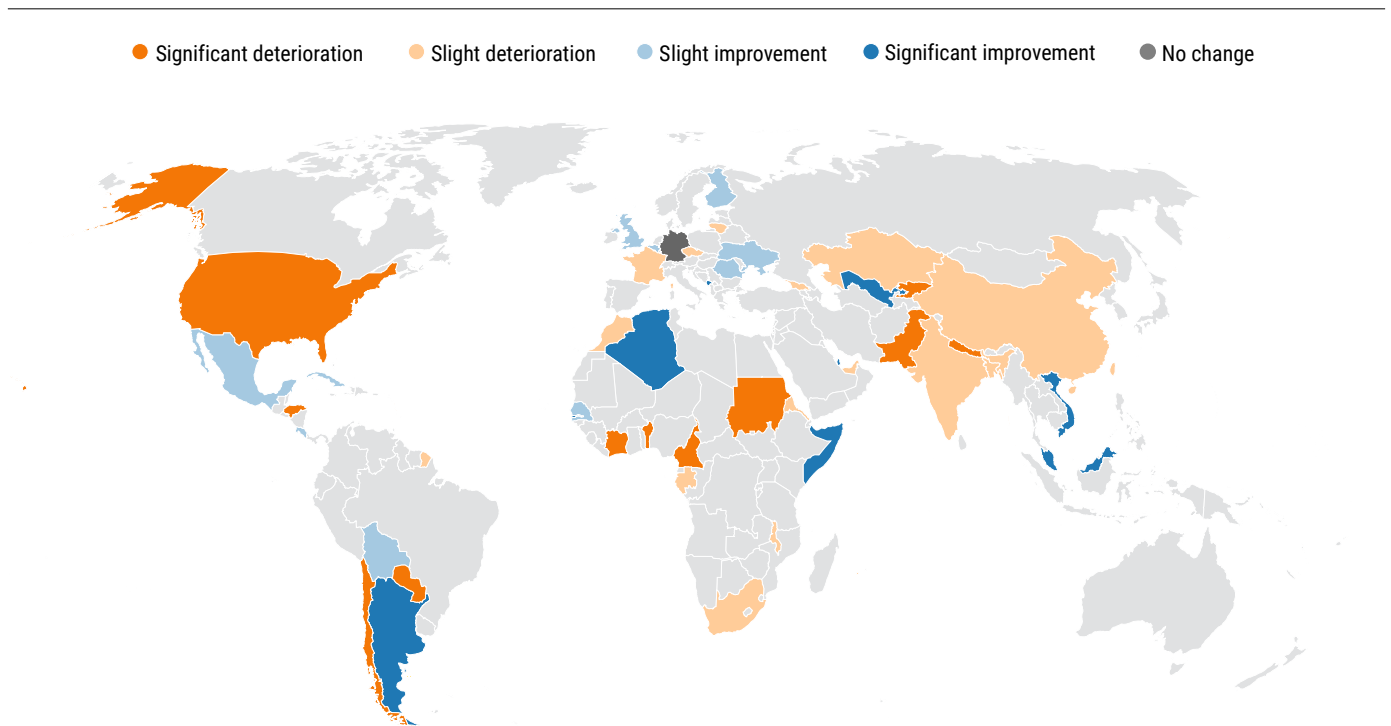 Significant deterioration Slight deterioration Slight improvement Significant improvement No change